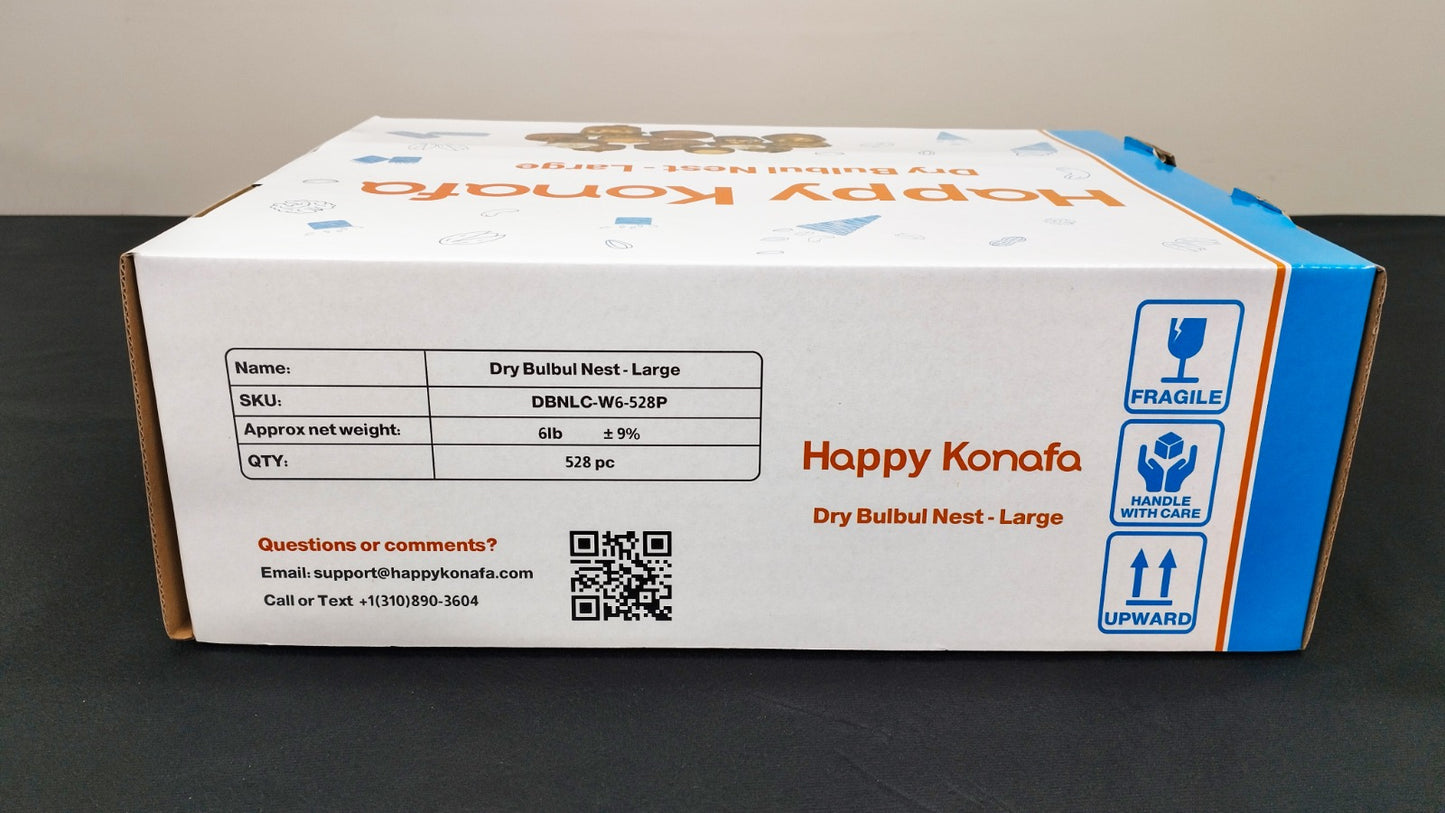 Happy Konafa
Dry Bulbul Nest - Large
Name: Dry Bulbul Nest - Large
SKU: DBNLC-W6-528P
Approx net weight: 6lb ± 9%
QTY: 528 pc
Questions or comments?
Email: support@happykonafa.com
Call or Text +1(310)890-3604
Happy Konafa
Dry Bulbul Nest - Large
FRAGILE
HANDLE
WITH CARE
UPWARD